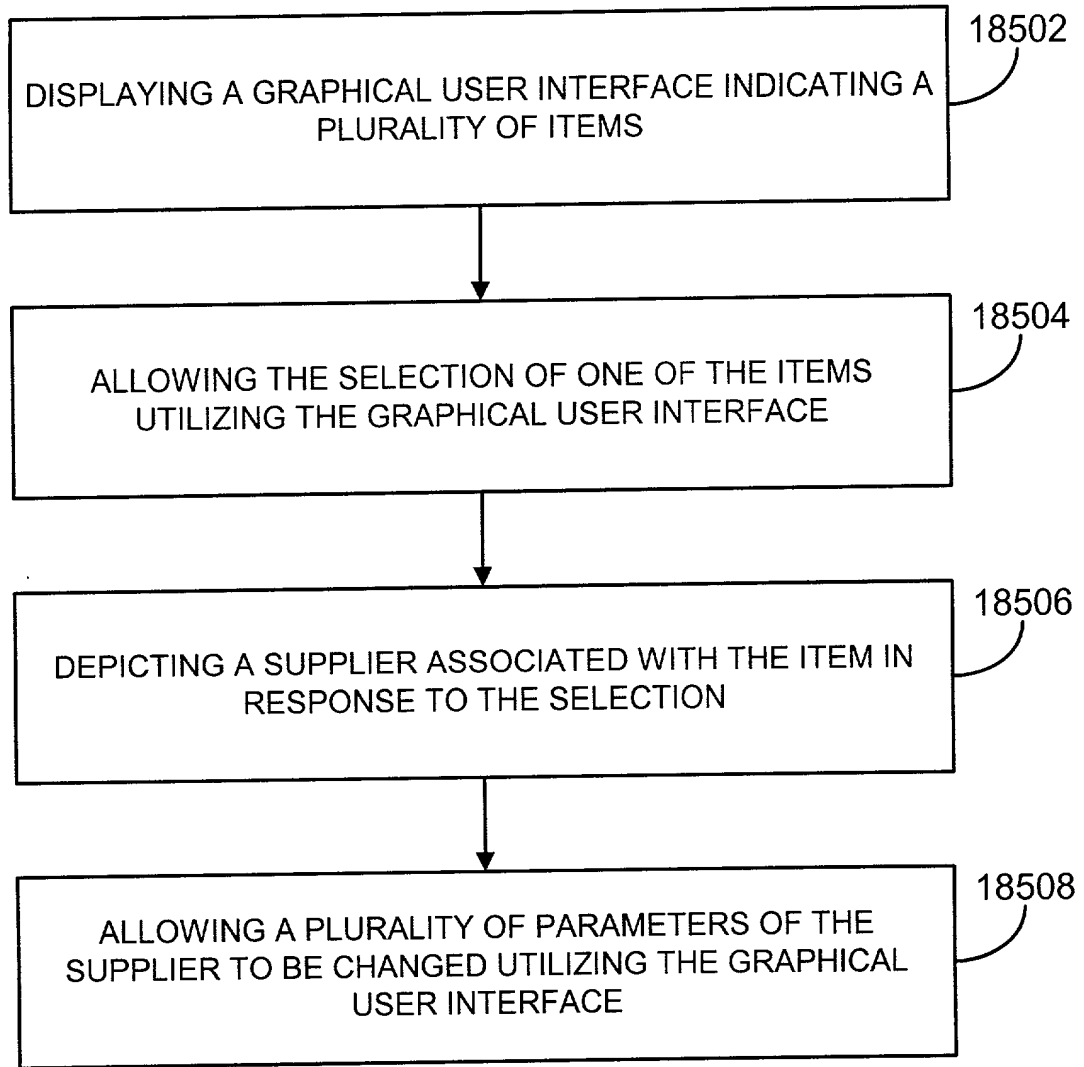 18502
DISPLAYING A GRAPHICAL USER INTERFACE INDICATING A
PLURALITY OF ITEMS
18504
ALLOWING THE SELECTION OF ONE OF THE ITEMS
UTILIZING THE GRAPHICAL USER INTERFACE
18506
DEPICTING A SUPPLIER ASSOCIATED WITH THE ITEM IN
RESPONSE TO THE SELECTION
18508
ALLOWING A PLURALITY OF PARAMETERS OF THE
SUPPLIER TO BE CHANGED UTILIZING THE GRAPHICAL
USER INTERFACE